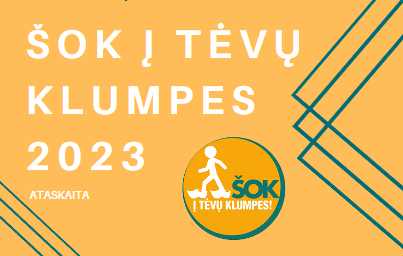 ŠOK Į TĖVŲ
KLUMPES
2023
ATASKAITA
ŠOK
Į TĖVŲ KLUMPES!